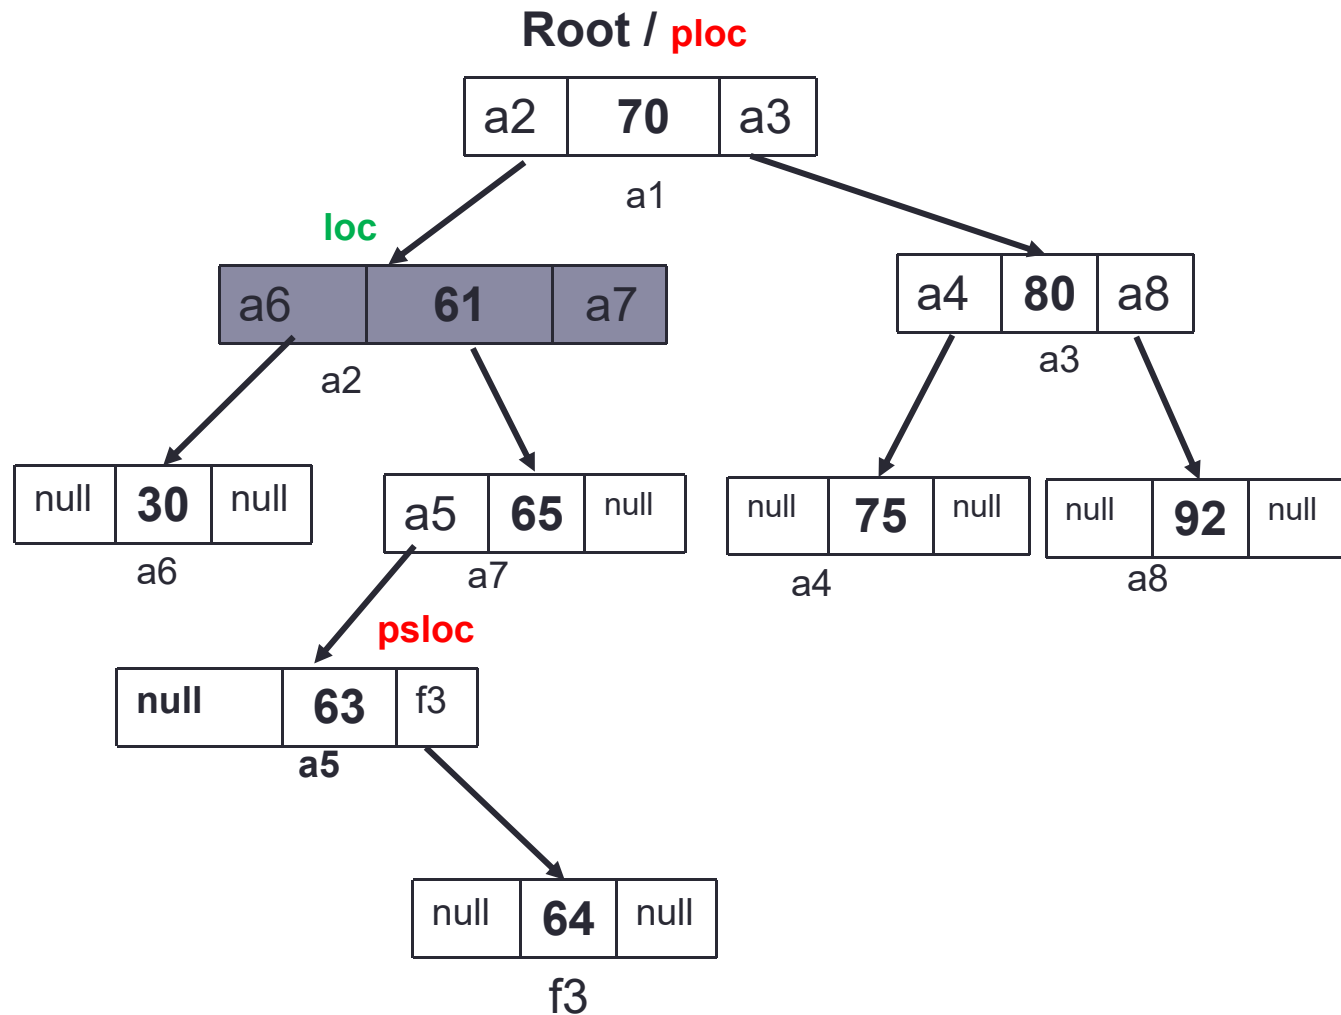 Root / ploc
a2 70 a3
a1
loc
a6 61 a7
a2
a4 80 a8
a3
null 30 null
a6
a5 65 null
a7
null 75 null
a4
null 92 null
a8
psloc
null 63 f3
a5
null 64 null
f3